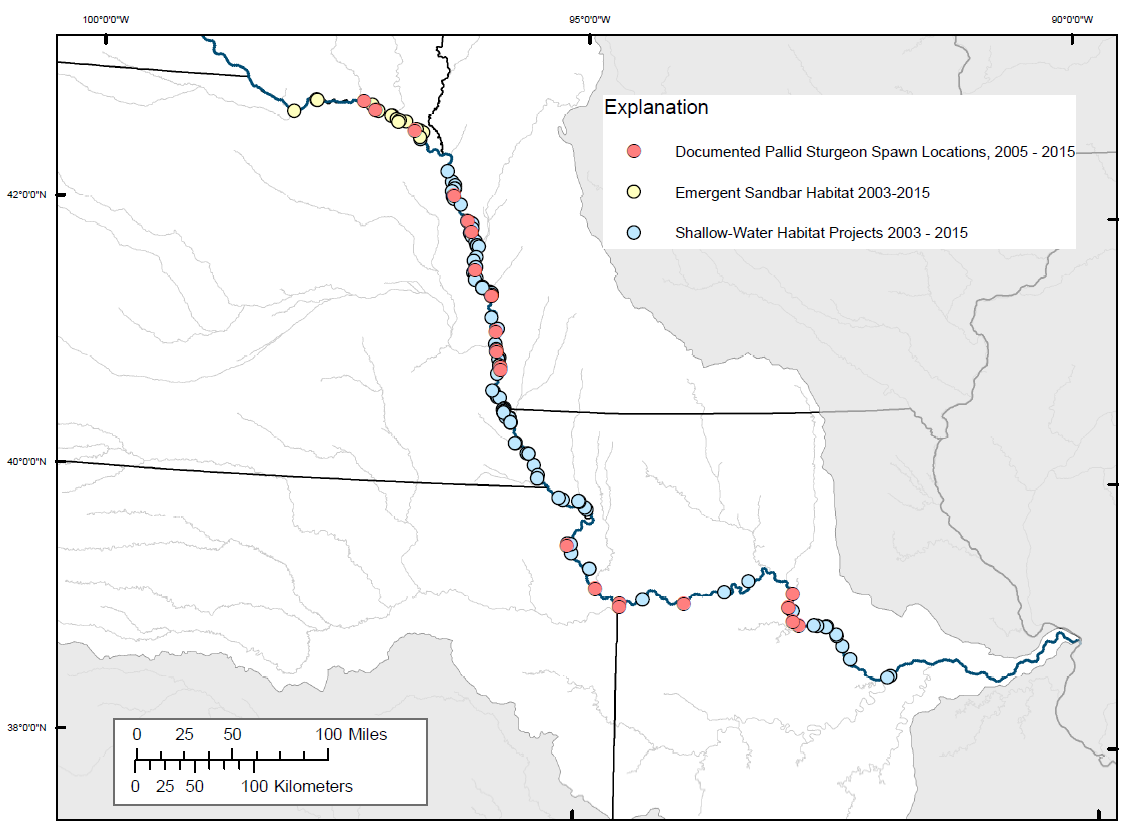 100°0'0"W 95°0'0"W 90°0'0"W
Explanation
Documented Pallid Sturgeon Spawn Locations, 2005 - 2015
42°0'0"N
Emergent Sandbar Habitat 2003-2015
Shallow-Water Habitat Projects 2003 - 2015
40°0'0"N
38°0'0"N
0 25 50 100 Miles
0 25 50 100 Kilometers